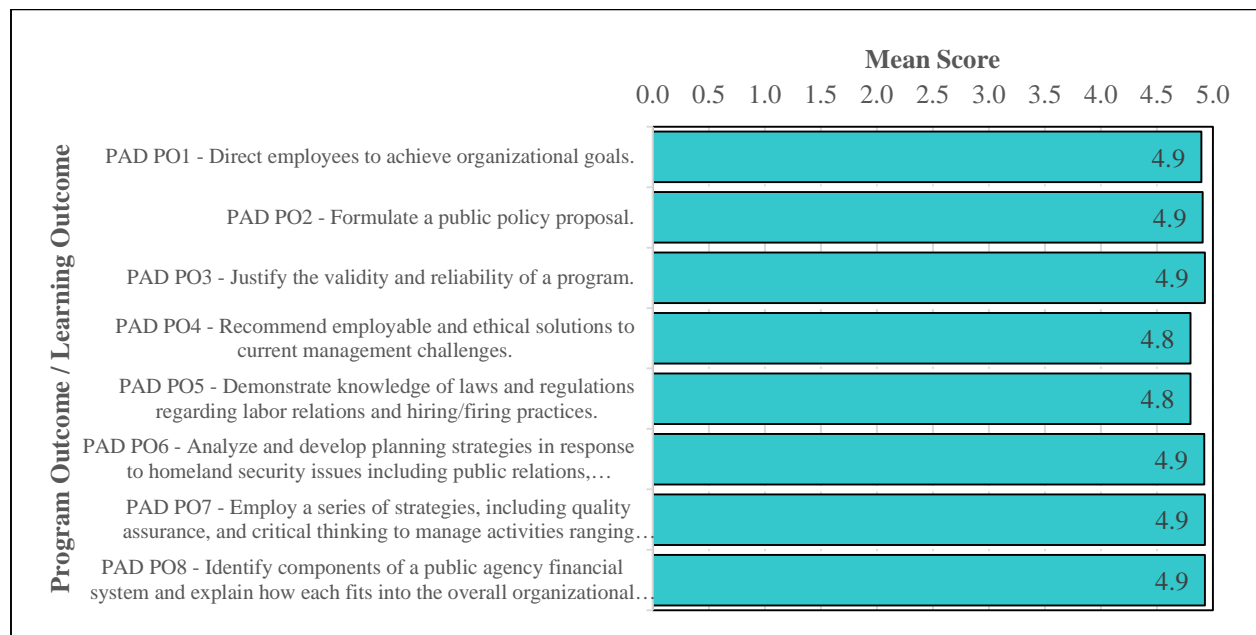 Mean Score
0.0 0.5 1.0 1.5 2.0 2.5 3.0 3.5 4.0 4.5 5.0
Program Outcome / Learning Outcome
PAD PO1 - Direct employees to achieve organizational goals.
4.9
PAD PO2 - Formulate a public policy proposal.
4.9
PAD PO3 - Justify the validity and reliability of a program.
4.9
PAD PO4 - Recommend employable and ethical solutions to
current management challenges.
4.8
PAD PO5 - Demonstrate knowledge of laws and regulations
regarding labor relations and hiring/firing practices.
4.8
PAD PO6 - Analyze and develop planning strategies in response
to homeland security issues including public relations,…
4.9
PAD PO7 - Employ a series of strategies, including quality
assurance, and critical thinking to manage activities ranging…
4.9
PAD PO8 - Identify components of a public agency financial
system and explain how each fits into the overall organizational…
4.9